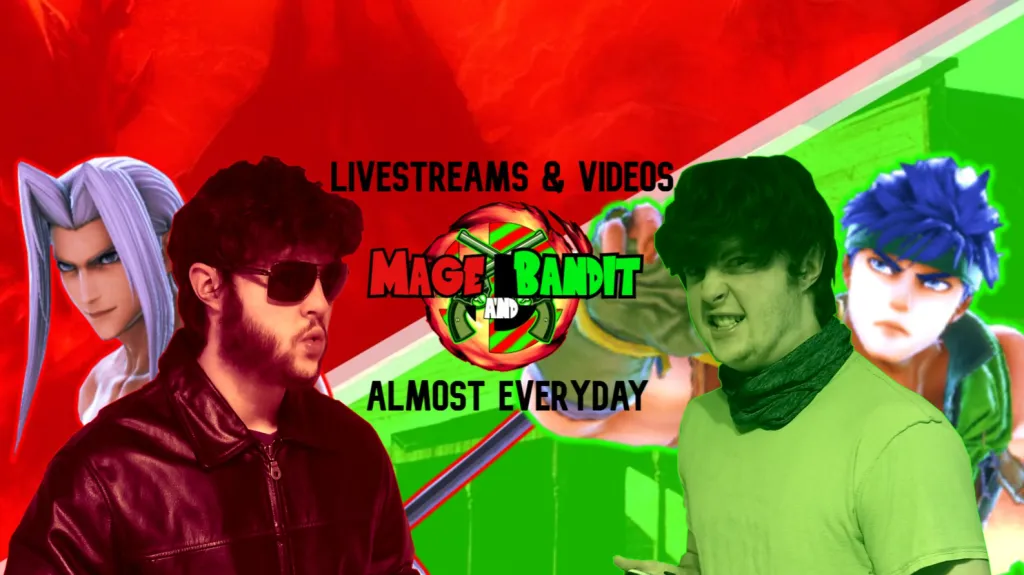 LIVESTREAMS & VIDEOS
MAGE AND BANDIT
ALMOST EVERYDAY